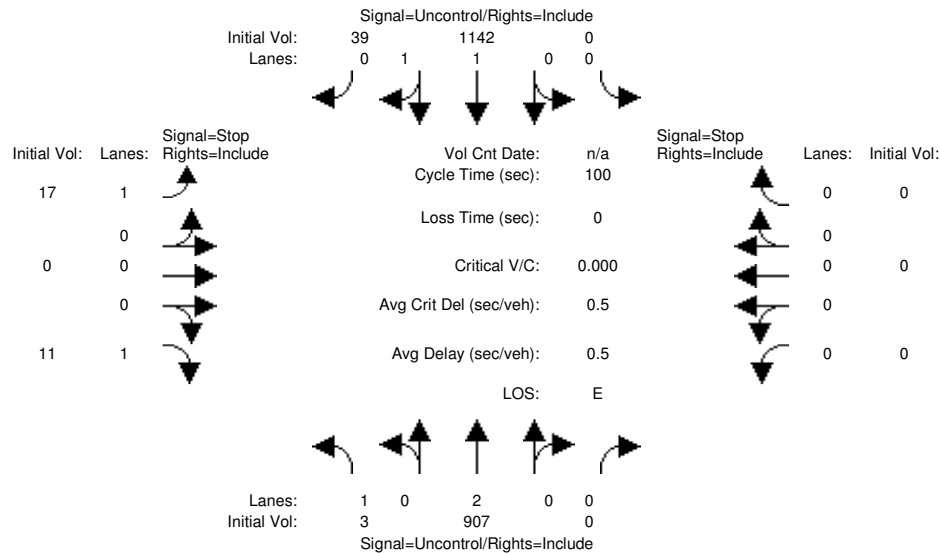 Signal=Uncontrol/Rights=Include
Initial Vol: 39 1142 0
Lanes: 0 1 1 0 0
Signal=Stop Signal=Stop
Initial Vol: Lanes: Rights=Include Vol Cnt Date: n/a Rights=Include Lanes: Initial Vol:
Cycle Time (sec): 100
17 1 0 0
Loss Time (sec): 0
0 0
0 0 Critical V/C: 0.000 0 0
0 Avg Crit Del (sec/veh): 0.5 0
11 1 Avg Delay (sec/veh): 0.5 0 0
LOS: E
Lanes: 1 0 2 0 0
Initial Vol: 3 907 0
Signal=Uncontrol/Rights=Include